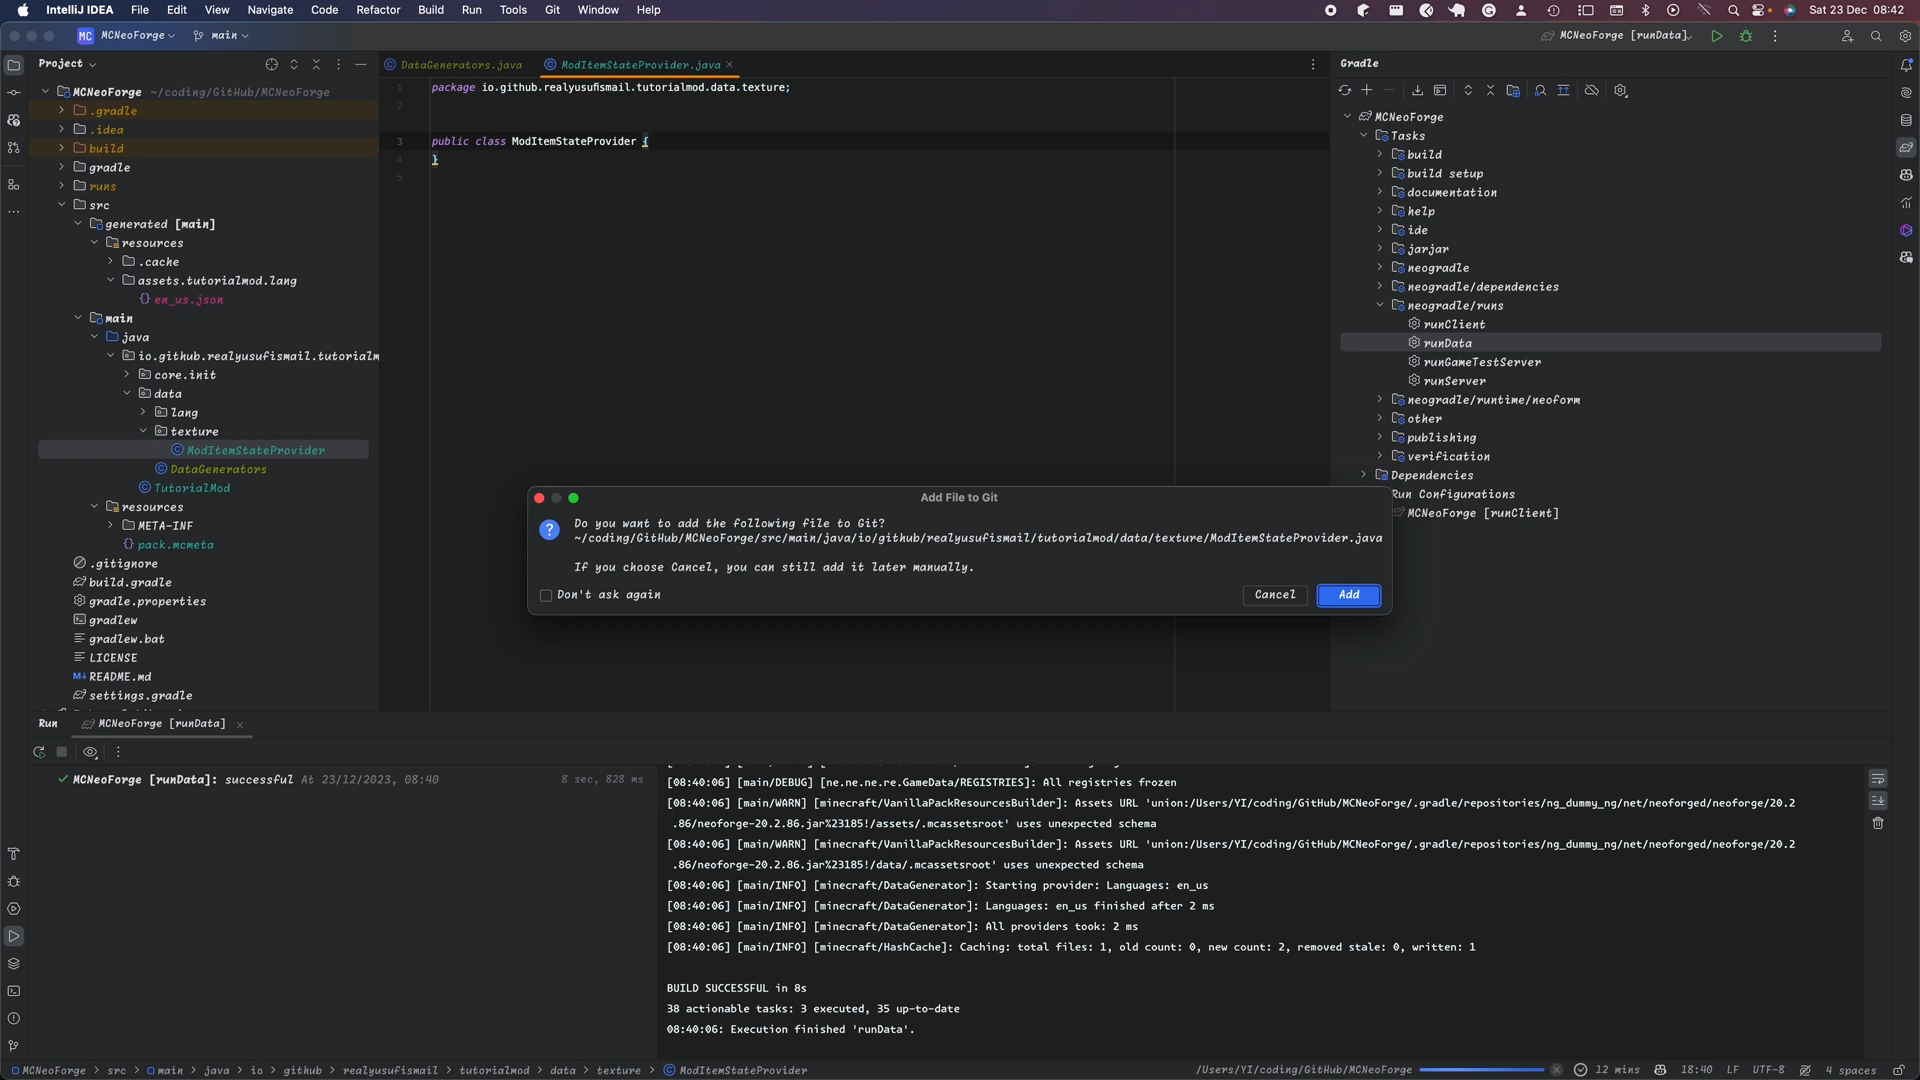 IntelliJ IDEA File Edit View Navigate Code Refactor Build Run Tools Git Window Help
Sat 23 Dec 08:42
MC MCNeoForge main
MCNeoForge [runData]
Project
MCNeoForge ~/coding/GitHub/MCNeoForge
.gradle
.idea
build
gradle
runs
src
generated [main]
resources
.cache
assets.tutorialmod.lang
en_us.json
main
java
io.github.realyusufismail.tutorialm
core.init
data
lang
texture
ModItemStateProvider
DataGenerators
TutorialMod
resources
META-INF
pack.mcmeta
.gitignore
build.gradle
gradle.properties
gradlew
gradlew.bat
LICENSE
M↓ README.md
settings.gradle
DataGenerators.java ModItemStateProvider.java
1 package io.github.realyusufismail.tutorialmod.data.texture;
2
3 public class ModItemStateProvider {
4 }
5
Gradle
MCNeoForge
Tasks
build
build setup
documentation
help
ide
jarjar
neogradle
neogradle/dependencies
neogradle/runs
runClient
runData
runGameTestServer
runServer
neogradle/runtime/neoform
other
publishing
verification
Dependencies
Run Configurations
MCNeoForge [runClient]
Add File to Git
Do you want to add the following file to Git?
~/coding/GitHub/MCNeoForge/src/main/java/io/github/realyusufismail/tutorialmod/data/texture/ModItemStateProvider.java
If you choose Cancel, you can still add it later manually.
Don't ask again
Cancel
Add
Run MCNeoForge [runData]
MCNeoForge [runData]: successful At 23/12/2023, 08:40 8 sec, 828 ms
[08:40:06] [main/DEBUG] [ne.ne.ne.re.GameData/REGISTRIES]: All registries frozen
[08:40:06] [main/WARN] [minecraft/VanillaPackResourcesBuilder]: Assets URL 'union:/Users/YI/coding/GitHub/MCNeoForge/.gradle/repositories/ng_dummy_ng/net/neoforged/neoforge/20.2
.86/neoforge-20.2.86.jar%23185!/assets/.mcassetsroot' uses unexpected schema
[08:40:06] [main/WARN] [minecraft/VanillaPackResourcesBuilder]: Assets URL 'union:/Users/YI/coding/GitHub/MCNeoForge/.gradle/repositories/ng_dummy_ng/net/neoforged/neoforge/20.2
.86/neoforge-20.2.86.jar%23185!/data/.mcassetsroot' uses unexpected schema
[08:40:06] [main/INFO] [minecraft/DataGenerator]: Starting provider: Languages: en_us
[08:40:06] [main/INFO] [minecraft/DataGenerator]: Languages: en_us finished after 2 ms
[08:40:06] [main/INFO] [minecraft/DataGenerator]: All providers took: 2 ms
[08:40:06] [main/INFO] [minecraft/HashCache]: Caching: total files: 1, old count: 0, new count: 2, removed stale: 0, written: 1
BUILD SUCCESSFUL in 8s
38 actionable tasks: 3 executed, 35 up-to-date
08:40:06: Execution finished 'runData'.
MCNeoForge > src > main > java > io > github > realyusufismail > tutorialmod > data > texture > ModItemStateProvider
/Users/YI/coding/GitHub/MCNeoForge 12 mins 18:40 LF UTF-8 4 spaces